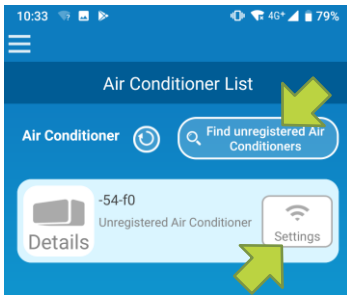 10:33 4G+ 79%
Air Conditioner List
Air Conditioner
Find unregistered Air
Conditioners
-54-f0
Unregistered Air Conditioner
Details
Settings